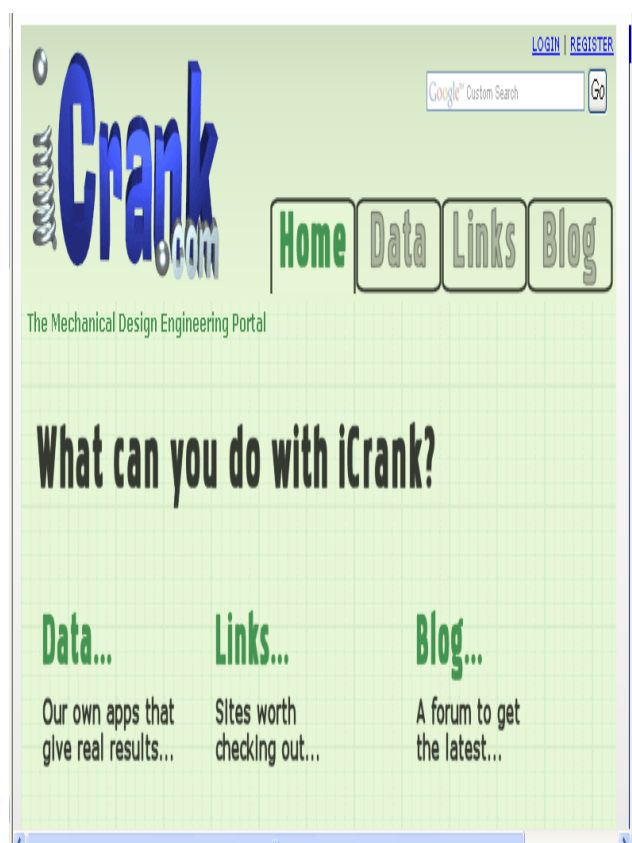 LOGIN | REGISTER
iCrank
.com
Google™ Custom Search
Go
Home
Data
Links
Blog
The Mechanical Design Engineering Portal
What can you do with iCrank?
Data...
Our own apps that
give real results...
Links...
Sites worth
checking out...
Blog...
A forum to get
the latest...